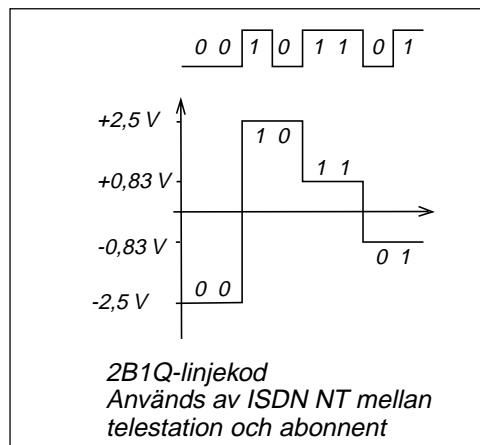 0 0 1 0 1 1 0 1
+2,5 V
1 0
+0,83 V
1 1
-0,83 V
0 1
-2,5 V
0 0
2B1Q-linjekod
Används av ISDN NT mellan
telestation och abonnent